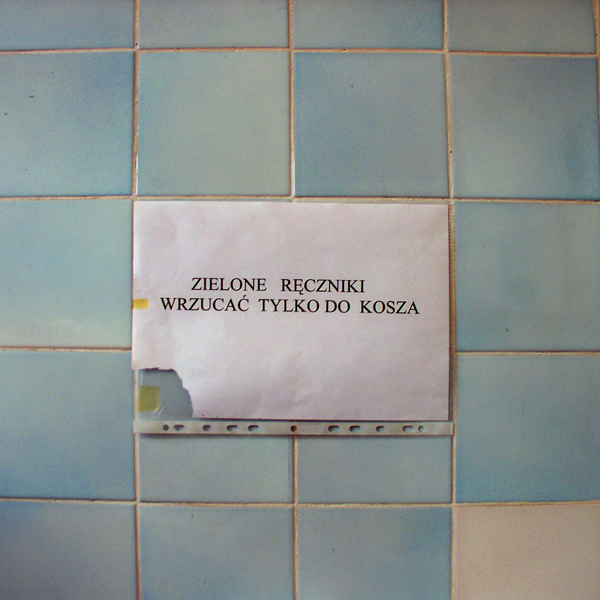 ZIELONE RĘCZNIKI
WRZUCAĆ TYLKO DO KOSZA